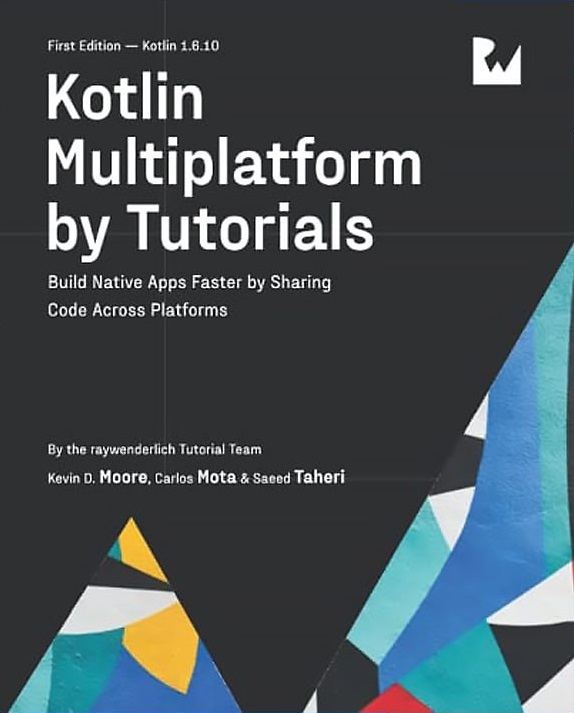 First Edition — Kotlin 1.6.10
Kotlin
Multiplatform
by Tutorials
Build Native Apps Faster by Sharing
Code Across Platforms
By the raywenderlich Tutorial Team
Kevin D. Moore, Carlos Mota & Saeed Taheri